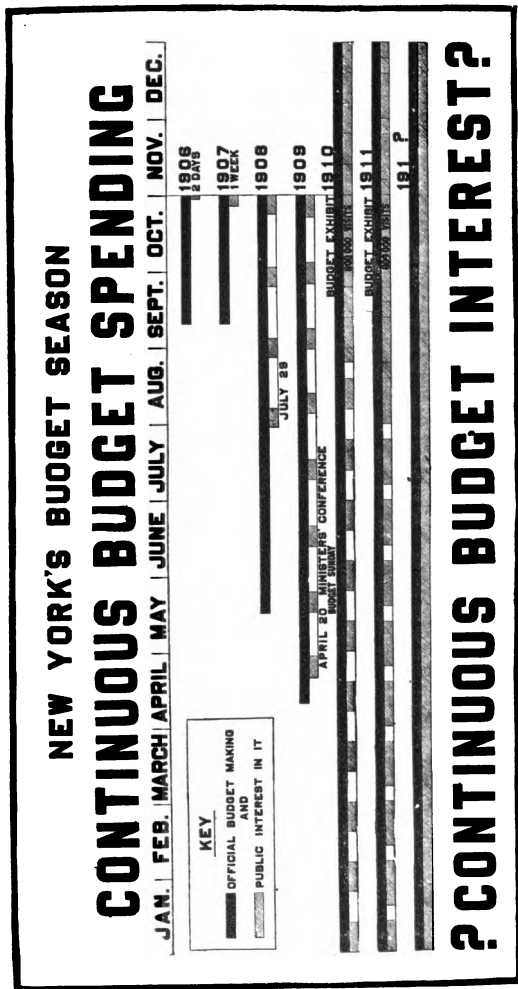 NEW YORK'S BUDGET SEASON
CONTINUOUS BUDGET SPENDING
JAN. | FEB. | MARCH | APRIL | MAY | JUNE | JULY | AUG. | SEPT. | OCT. | NOV. | DEC.
1906
2 DAYS
1907
1 WEEK
1908
JULY 29
1909
APRIL 20 MINISTERS' CONFERENCE
BUDGET SUNDAY
1910
BUDGET EXHIBIT
1911
BUDGET EXHIBIT
191 ?
KEY
OFFICIAL BUDGET MAKING
AND
PUBLIC INTEREST IN IT
? CONTINUOUS BUDGET INTEREST?